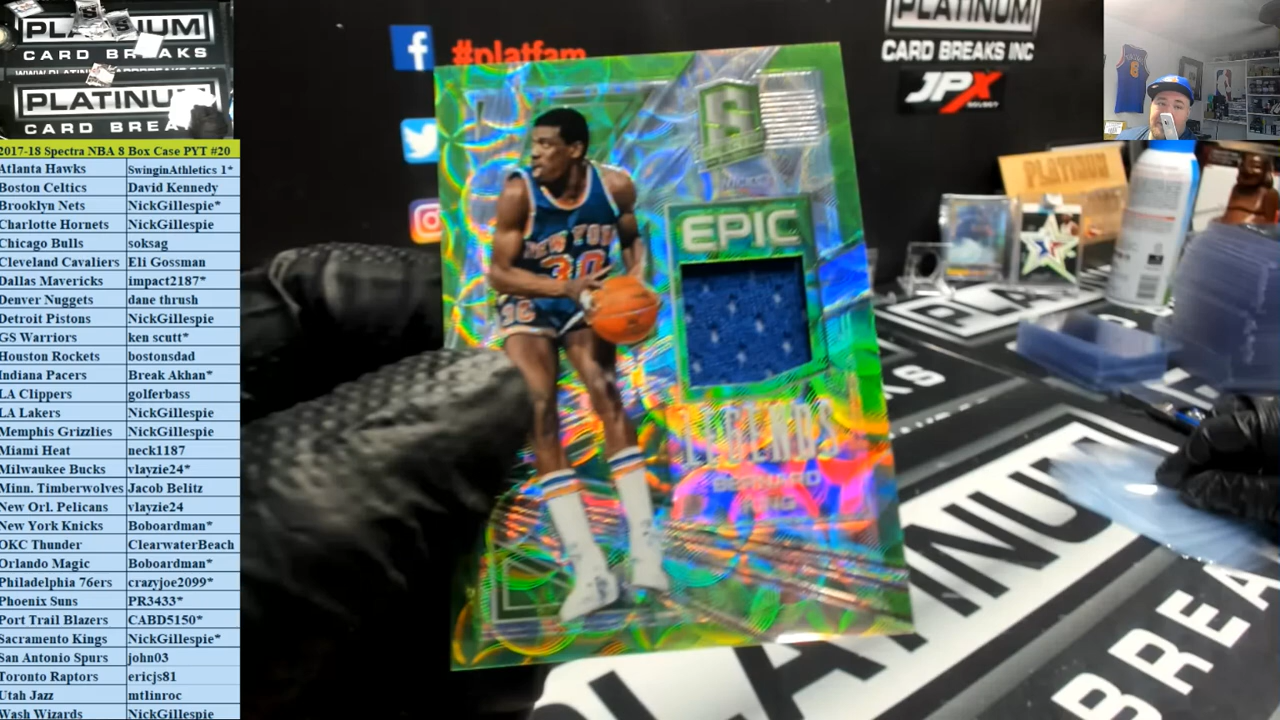 PLATINUM
CARD BREAKS
PLATINUM
CARD BREA
2017-18 Spectra NBA 8 Box Case PYT #20
Atlanta Hawks SwinginAthletics 1*
Boston Celtics David Kennedy
Brooklyn Nets NickGillespie*
Charlotte Hornets NickGillespie
Chicago Bulls soksag
Cleveland Cavaliers Eli Gossman
Dallas Mavericks impact2187*
Denver Nuggets dane thrush
Detroit Pistons NickGillespie
GS Warriors ken scutt*
Houston Rockets bostonsdad
Indiana Pacers Break Akhan*
LA Clippers golferbass
LA Lakers NickGillespie
Memphis Grizzlies NickGillespie
Miami Heat neck1187
Milwaukee Bucks vlayzie24*
Minn. Timberwolves Jacob Belitz
New Orl. Pelicans vlayzie24
New York Knicks Boboardman*
OKC Thunder ClearwaterBeach
Orlando Magic Boboardman*
Philadelphia 76ers crazyjoe2099*
Phoenix Suns PR3433*
Port Trail Blazers CABD5150*
Sacramento Kings NickGillespie*
San Antonio Spurs john03
Toronto Raptors ericjs81
Utah Jazz mtlinroc
Wash Wizards NickGillespie
#platfam
PLATINUM
CARD BREAKS INC
JPX
EPIC
LEGENDS
BERNARD
KING
NEW YORK
30
PLATINUM
PLATINUM
BREA